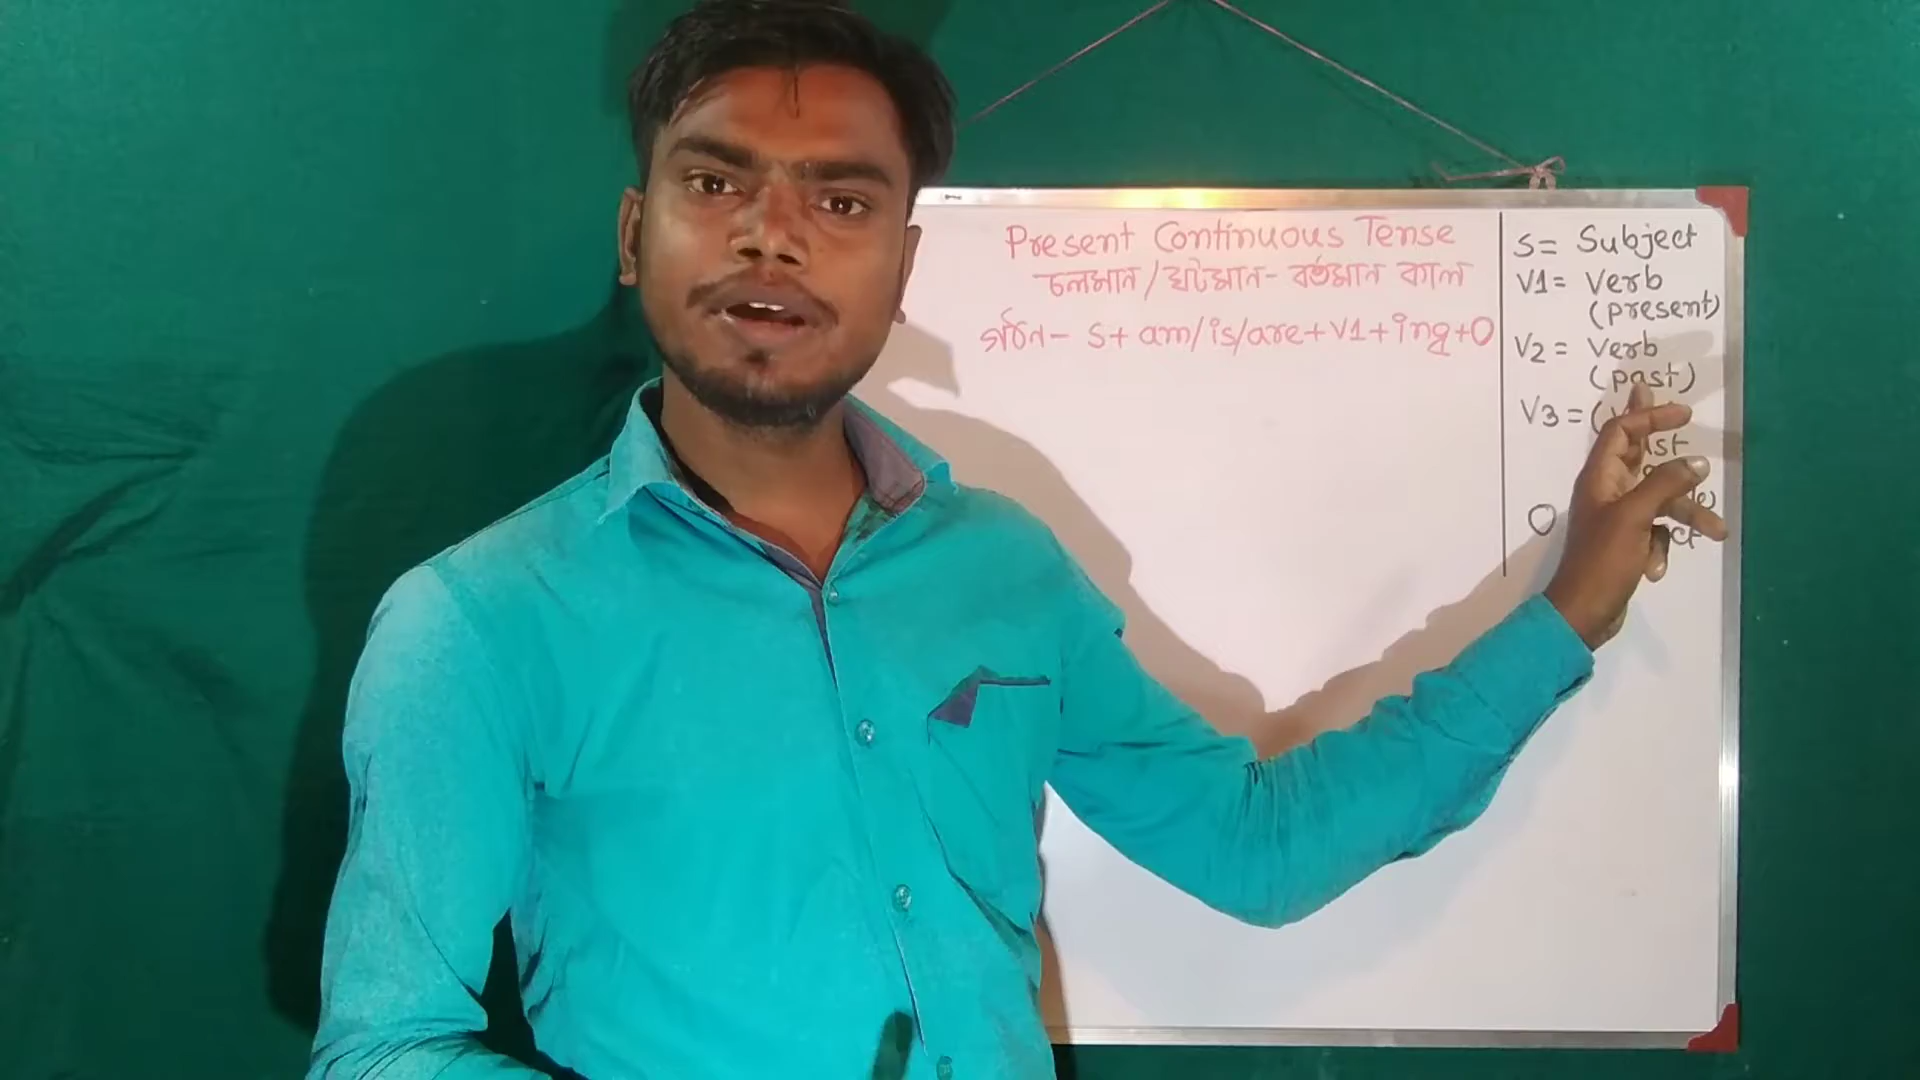 Present Continuous Tense
চলমান/ঘটমান- বর্তমান কাল
গঠন- S+ am/is/are+V1+ing+O
S= Subject
V1= Verb
(present)
V2= Verb
(past)
V3=
O